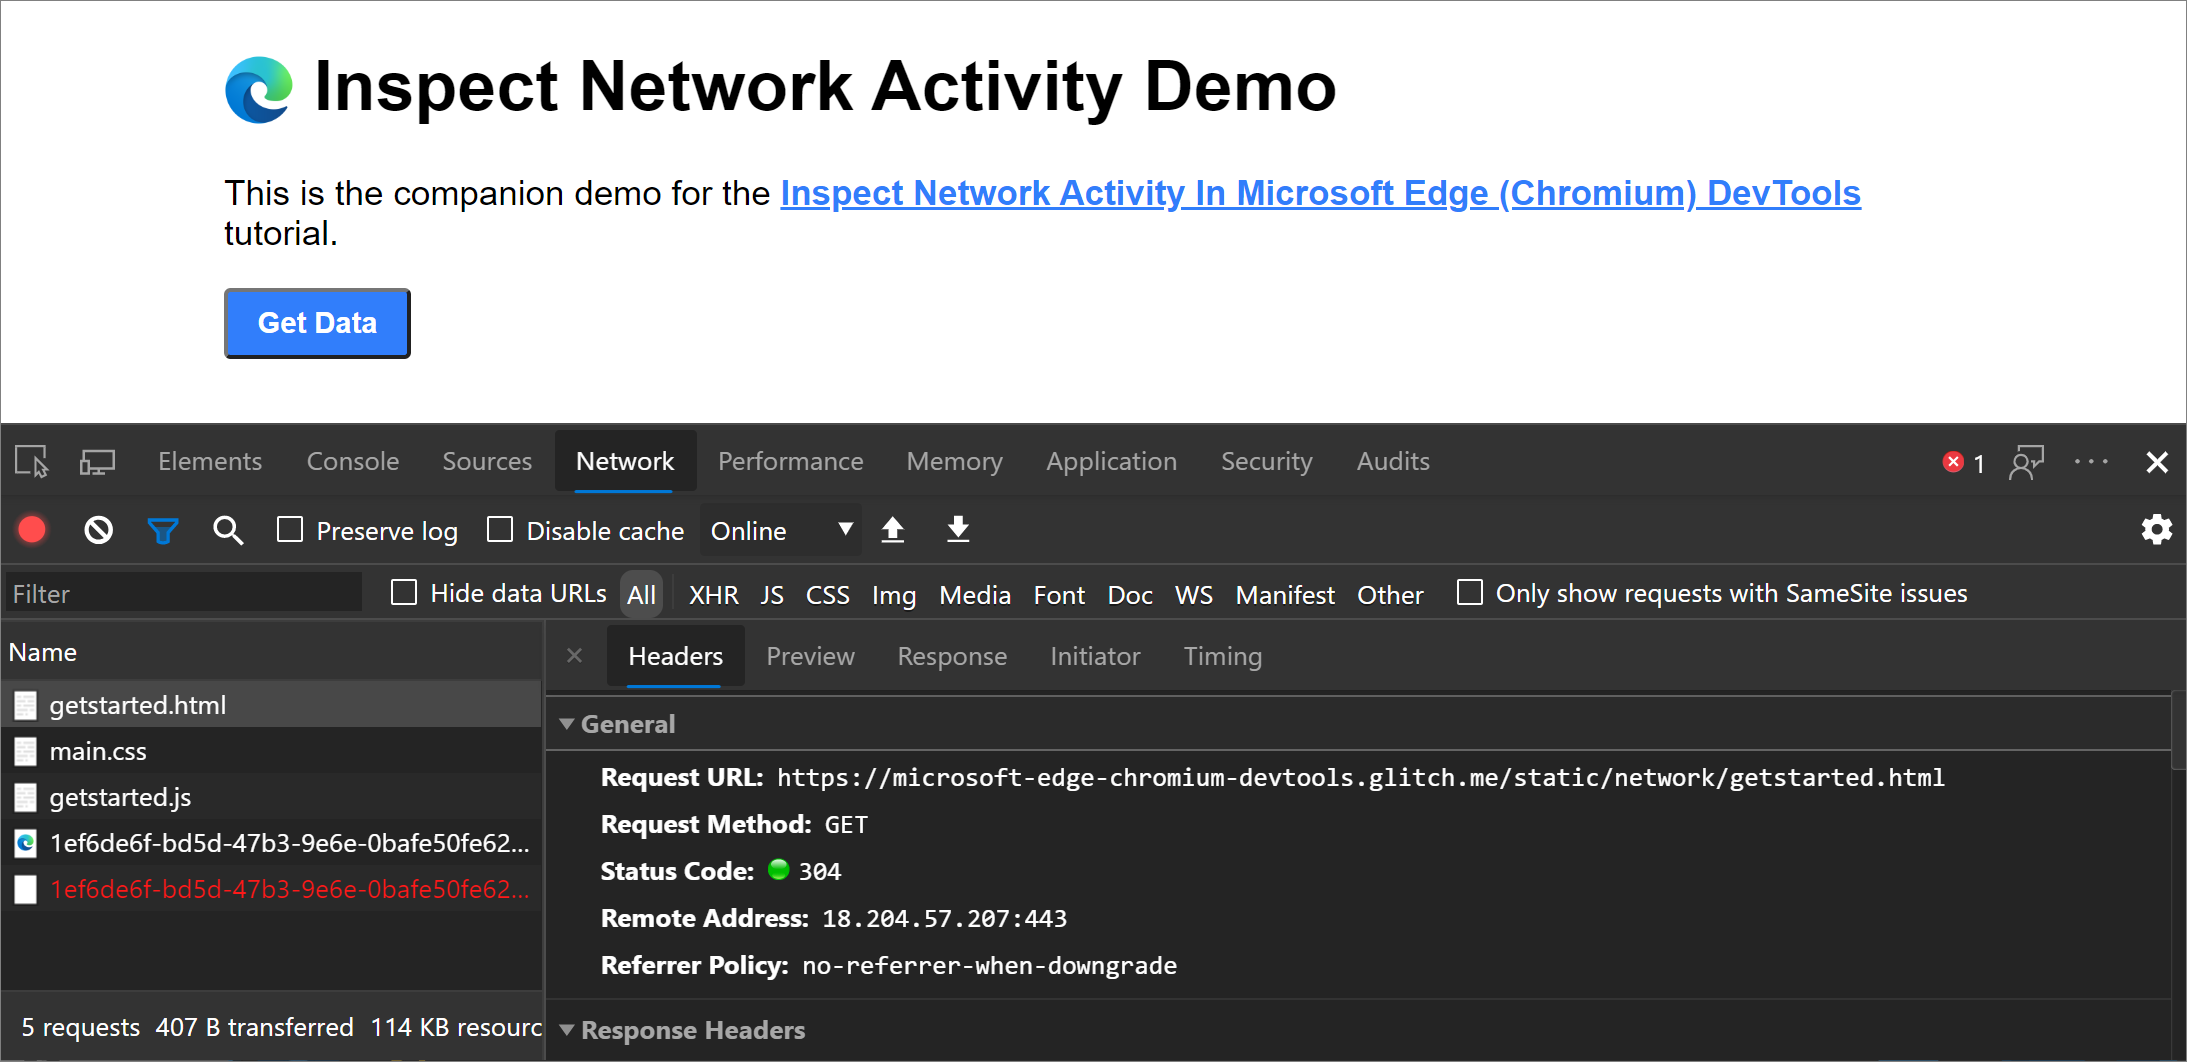 Inspect Network Activity Demo
This is the companion demo for the Inspect Network Activity In Microsoft Edge (Chromium) DevTools
tutorial.
Get Data
Elements Console Sources Network Performance Memory Application Security Audits 1
Preserve log Disable cache Online
Filter Hide data URLs All XHR JS CSS Img Media Font Doc WS Manifest Other Only show requests with SameSite issues
Name
Headers Preview Response Initiator Timing
getstarted.html
main.css
getstarted.js
1ef6de6f-bd5d-47b3-9e6e-0bafe50fe62...
1ef6de6f-bd5d-47b3-9e6e-0bafe50fe62...
5 requests 407 B transferred 114 KB resourc
General
Request URL: https://microsoft-edge-chromium-devtools.glitch.me/static/network/getstarted.html
Request Method: GET
Status Code: 304
Remote Address: 18.204.57.207:443
Referrer Policy: no-referrer-when-downgrade
Response Headers